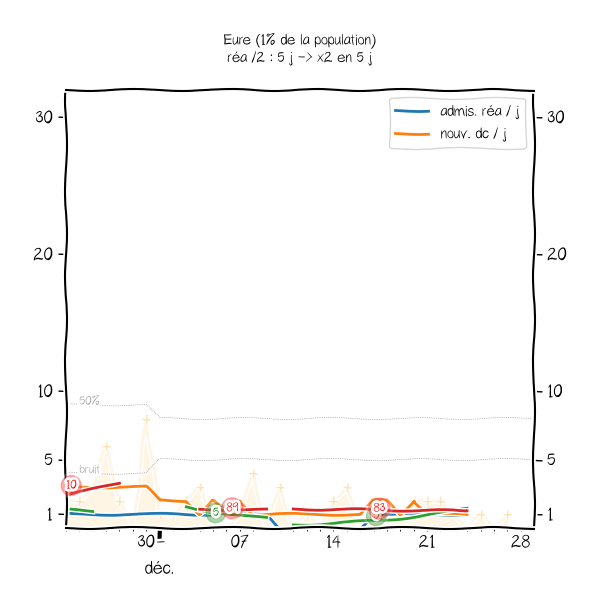 Eure (1% de la population)
réa /2 : 5 j -> x2 en 5 j
admis. réa / j
nouv. dc / j
30 30
20 20
10 10
50%
5 5
bruit
10
89
5
83
1 1
30 07 14 21 28
déc.